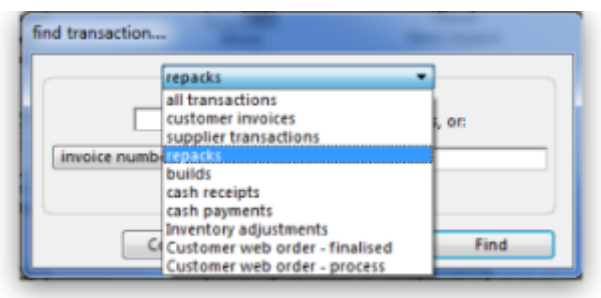 find transaction...
repacks
all transactions
customer invoices
supplier transactions
, or:
repacks
invoice numb
builds
cash receipts
cash payments
Inventory adjustments
Customer web order - finalised
Find
Customer web order - process